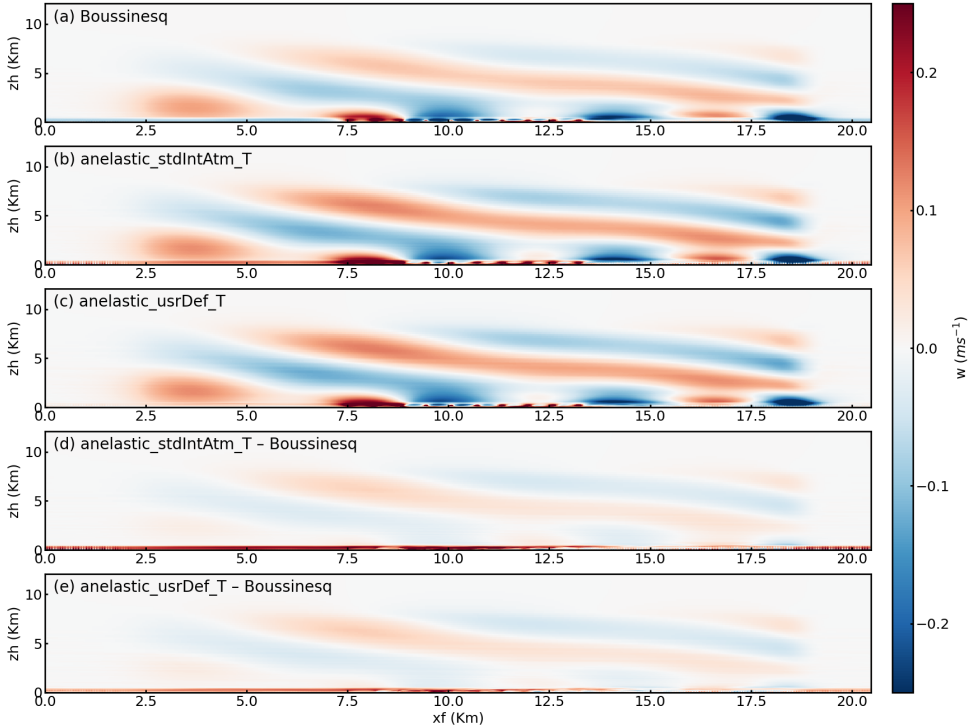 (a) Boussinesq
zh (Km)
10
5
0
0.0 2.5 5.0 7.5 10.0 12.5 15.0 17.5 20.0
(b) anelastic_stdIntAtm_T
zh (Km)
10
5
0
0.0 2.5 5.0 7.5 10.0 12.5 15.0 17.5 20.0
(c) anelastic_usrDef_T
zh (Km)
10
5
0
0.0 2.5 5.0 7.5 10.0 12.5 15.0 17.5 20.0
(d) anelastic_stdIntAtm_T – Boussinesq
zh (Km)
10
5
0
0.0 2.5 5.0 7.5 10.0 12.5 15.0 17.5 20.0
(e) anelastic_usrDef_T – Boussinesq
zh (Km)
10
5
0
0.0 2.5 5.0 7.5 10.0 12.5 15.0 17.5 20.0
xf (Km)
0.2
0.1
0.0
−0.1
−0.2
w (ms⁻¹)